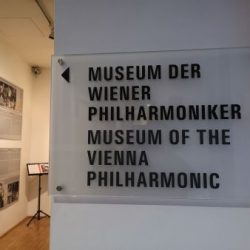 MUSEUM DER
WIENER
PHILHARMONIKER
MUSEUM OF THE
VIENNA
PHILHARMONIC